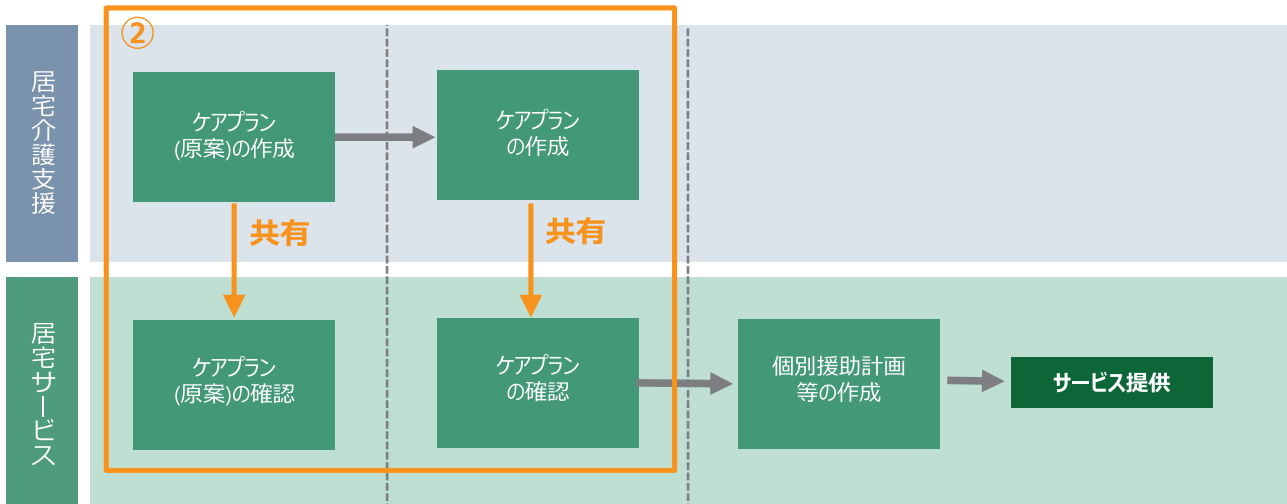 ②
居宅介護支援
ケアプラン
(原案)の作成
ケアプラン
の作成
共有
共有
居宅サービス
ケアプラン
(原案)の確認
ケアプラン
の確認
個別援助計画
等の作成
サービス提供